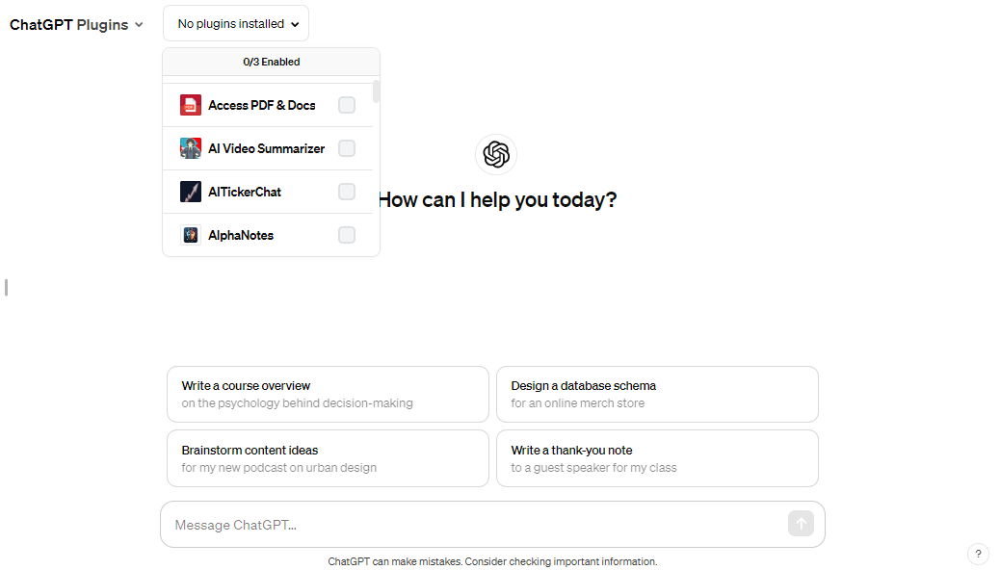 ChatGPT Plugins
No plugins installed
0/3 Enabled
Access PDF & Docs
AI Video Summarizer
AITickerChat
AlphaNotes
How can I help you today?
Write a course overview
on the psychology behind decision-making
Design a database schema
for an online merch store
Brainstorm content ideas
for my new podcast on urban design
Write a thank-you note
to a guest speaker for my class
Message ChatGPT...
ChatGPT can make mistakes. Consider checking important information.
?